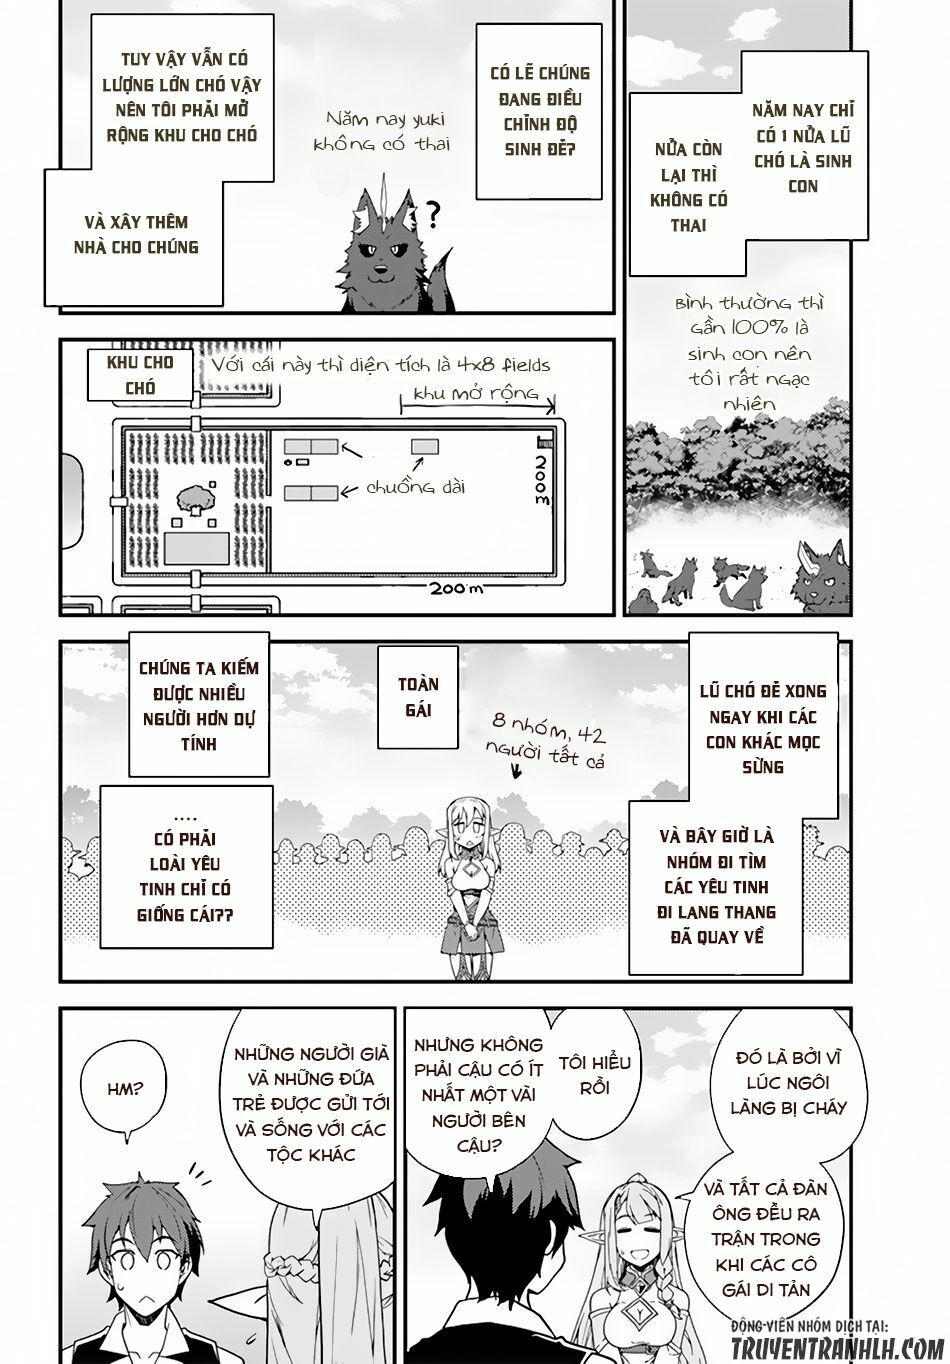 NĂM NAY CHỈ
CÓ 1 NỬA LŨ
CHÓ LÀ SINH
CON
NỬA CÒN
LẠI THÌ
KHÔNG CÓ
THAI
Bình thường thì
gần 100% là
sinh con nên
tôi rất ngạc
nhiên
CÓ LẼ CHÚNG
ĐANG ĐIỀU
CHỈNH ĐỘ
SINH ĐẺ?
Năm nay yuki
không có thai
?
TUY VẬY VẪN CÓ
LƯỢNG LỚN CHÓ VẬY
NÊN TÔI PHẢI MỞ
RỘNG KHU CHO CHÓ
VÀ XÂY THÊM
NHÀ CHO CHÚNG
KHU CHO
CHÓ
Với cái này thì diện tích là 4x8 fields
khu mở rộng
chuồng dài
200m
200m
LŨ CHÓ ĐẺ XONG
NGAY KHI CÁC
CON KHÁC MỌC
SỪNG
VÀ BÂY GIỜ LÀ
NHÓM ĐI TÌM
CÁC YÊU TINH
ĐI LANG THANG
ĐÃ QUAY VỀ
8 nhóm, 42
người tất cả
TOÀN
GÁI
CHÚNG TA KIẾM
ĐƯỢC NHIỀU
NGƯỜI HƠN DỰ
TÍNH
....
CÓ PHẢI
LOÀI YÊU
TINH CHỈ CÓ
GIỐNG CÁI??
ĐÓ LÀ BỞI VÌ
LÚC NGÔI
LÀNG BỊ CHÁY
VÀ TẤT CẢ ĐÀN
ÔNG ĐỀU RA
TRẬN TRONG
KHI CÁC CÔ
GÁI DI TẢN
TÔI HIỂU
RỒI
NHƯNG KHÔNG
PHẢI CẬU CÓ ÍT
NHẤT MỘT VÀI
NGƯỜI BÊN
CẬU?
NHỮNG NGƯỜI GIÀ
VÀ NHỮNG ĐỨA
TRẺ ĐƯỢC GỬI TỚI
VÀ SỐNG VỚI CÁC
TỘC KHÁC
HM?
ĐỘNG VIÊN NHÓM DỊCH TẠI:
TRUYENTRANHLH.COM